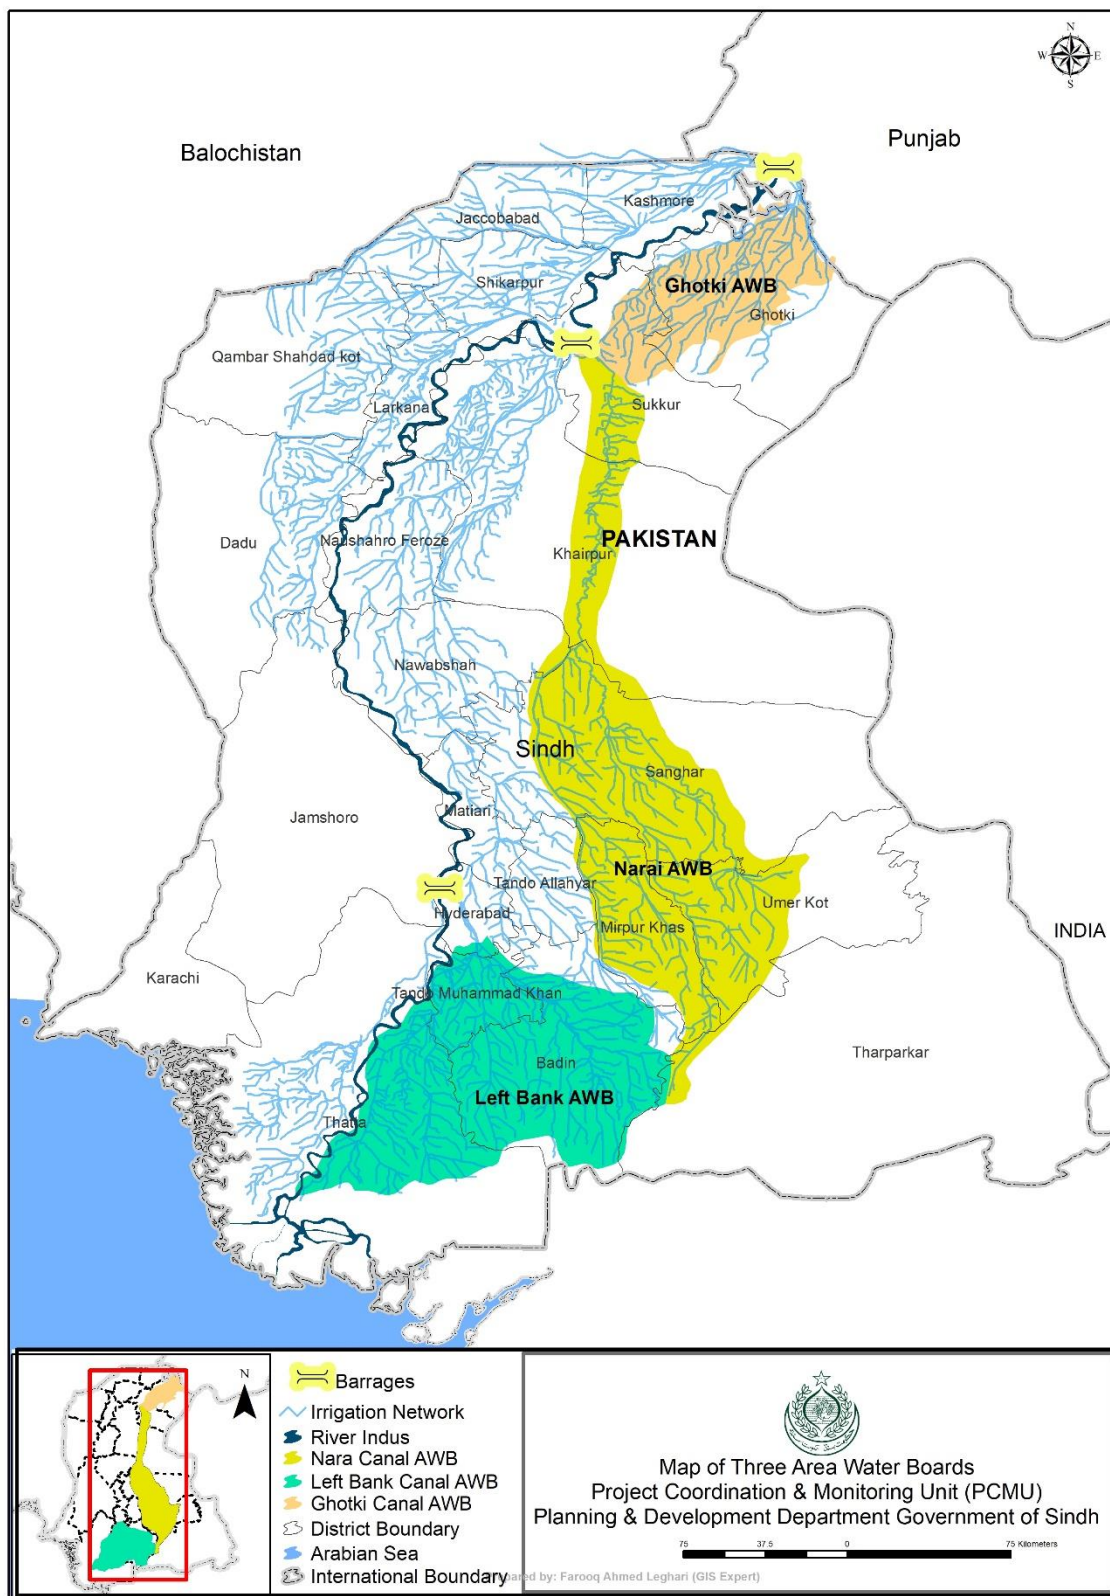 N
W E
S
Balochistan
Punjab
Kashmore
Jaccobabad
Shikarpur
Ghotki AWB
Ghotki
Qambar Shahdad kot
Larkana
Sukkur
Dadu
Naushahro Feroze
Khairpur
PAKISTAN
Nawabshah
Sindh
Sanghar
Jamshoro
Matiari
Narai AWB
Tando Allahyar
Umer Kot
Hyderabad
Mirpur Khas
INDIA
Karachi
Tando Muhammad Khan
Tharparkar
Badin
Left Bank AWB
Thatta
N
Barrages
Irrigation Network
River Indus
Nara Canal AWB
Left Bank Canal AWB
Ghotki Canal AWB
District Boundary
Arabian Sea
International Boundary
Map of Three Area Water Boards
Project Coordination & Monitoring Unit (PCMU)
Planning & Development Department Government of Sindh
75 37.5 0 75 Kilometers
by: Farooq Ahmed Leghari (GIS Expert)